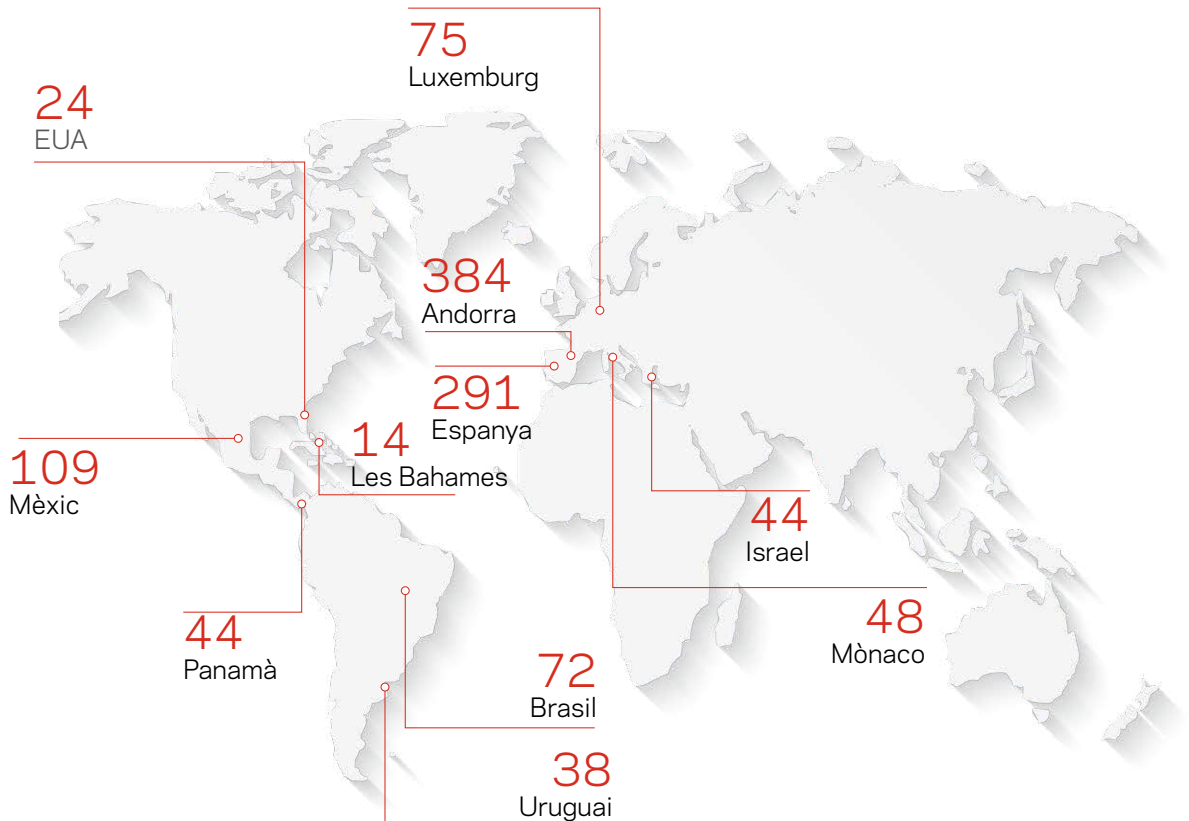 75
Luxemburg
24
EUA
384
Andorra
291
Espanya
14
Les Bahames
109
Mèxic
44
Israel
44
Panamà
48
Mònaco
72
Brasil
38
Uruguai